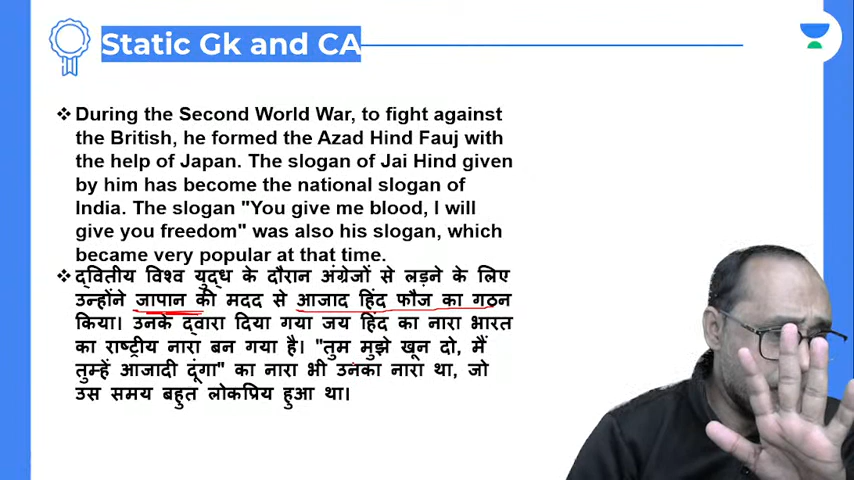 Static Gk and CA
❖ During the Second World War, to fight against
the British, he formed the Azad Hind Fauj with
the help of Japan. The slogan of Jai Hind given
by him has become the national slogan of
India. The slogan "You give me blood, I will
give you freedom" was also his slogan, which
became very popular at that time.
❖ द्वितीय विश्व युद्ध के दौरान अंग्रेजों से लड़ने के लिए
उन्होंने जापान की मदद से आजाद हिंद फौज का गठन
किया। उनके द्वारा दिया गया जय हिंद का नारा भारत
का राष्ट्रीय नारा बन गया है। "तुम मुझे खून दो, मैं
तुम्हें आजादी दूंगा" का नारा भी उनका नारा था, जो
उस समय बहुत लोकप्रिय हुआ था।